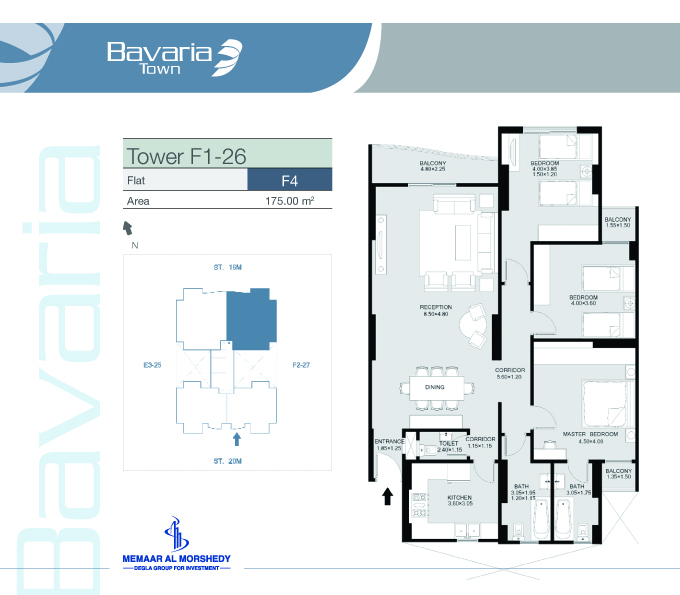 Bavaria
Town
Bavaria
Tower F1-26
Flat
F4
Area
175.00 m²
N
ST. 16M
E3-25
F2-27
ST. 20M
BALCONY
4.80×2.25
BEDROOM
4.00×3.85
1.50×1.20
BALCONY
1.55×1.50
BEDROOM
4.00×3.60
RECEPTION
8.50×4.80
CORRIDOR
5.60×1.20
DINING
MASTER BEDROOM
4.50×4.00
ENTRANCE
1.85×1.25
TOILET
2.40×1.15
CORRIDOR
1.15×1.15
BALCONY
1.35×1.50
KITCHEN
3.60×3.05
BATH
3.05×1.95
1.20×1.15
BATH
3.05×1.75
MEMAAR AL MORSHEDY
DEGLA GROUP FOR INVESTMENT